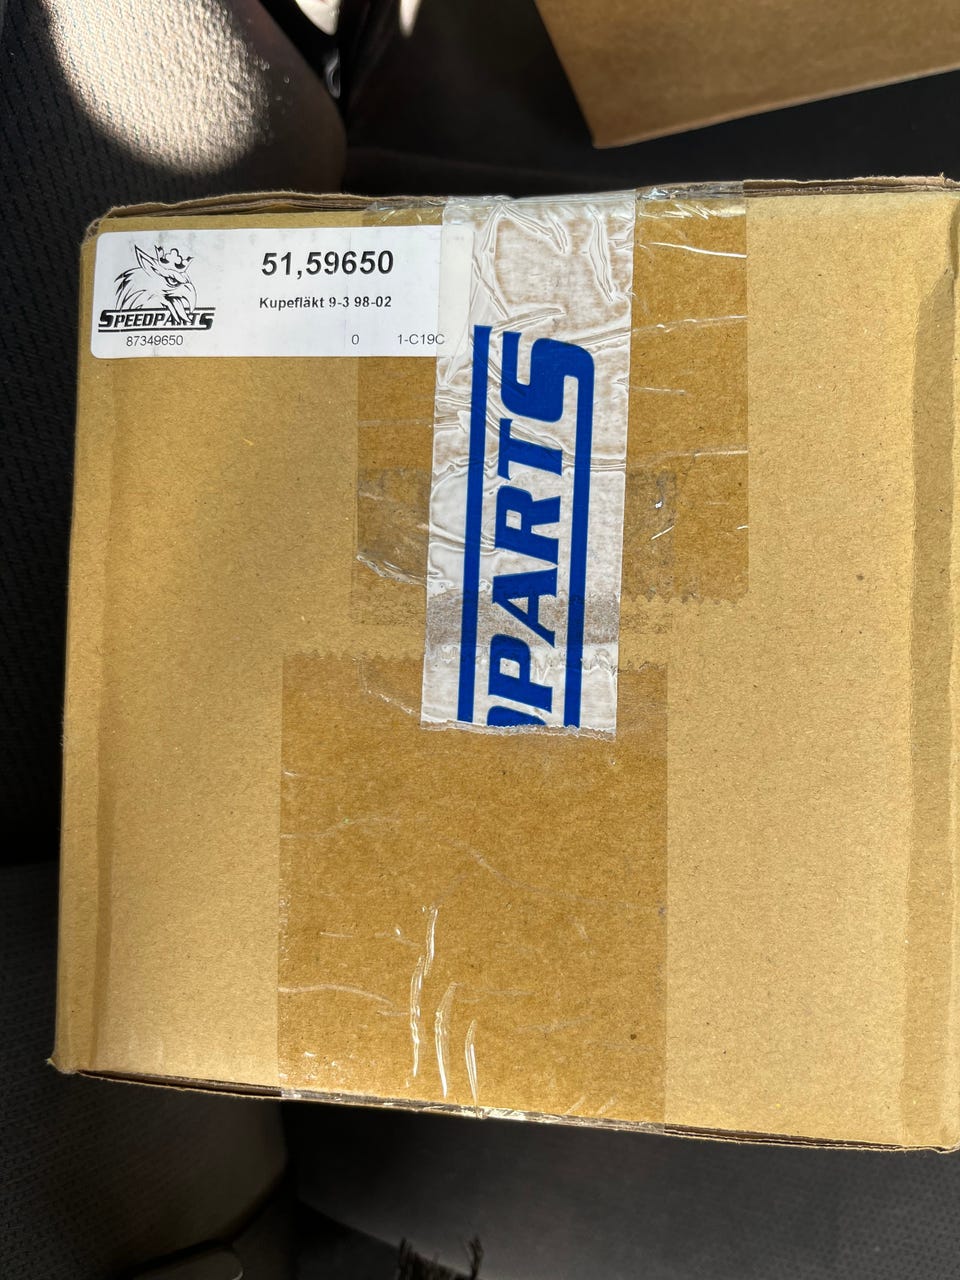 51,59650
Kupefläkt 9-3 98-02
SPEEDPARTS
87349650 0 1-C19C
PARTS